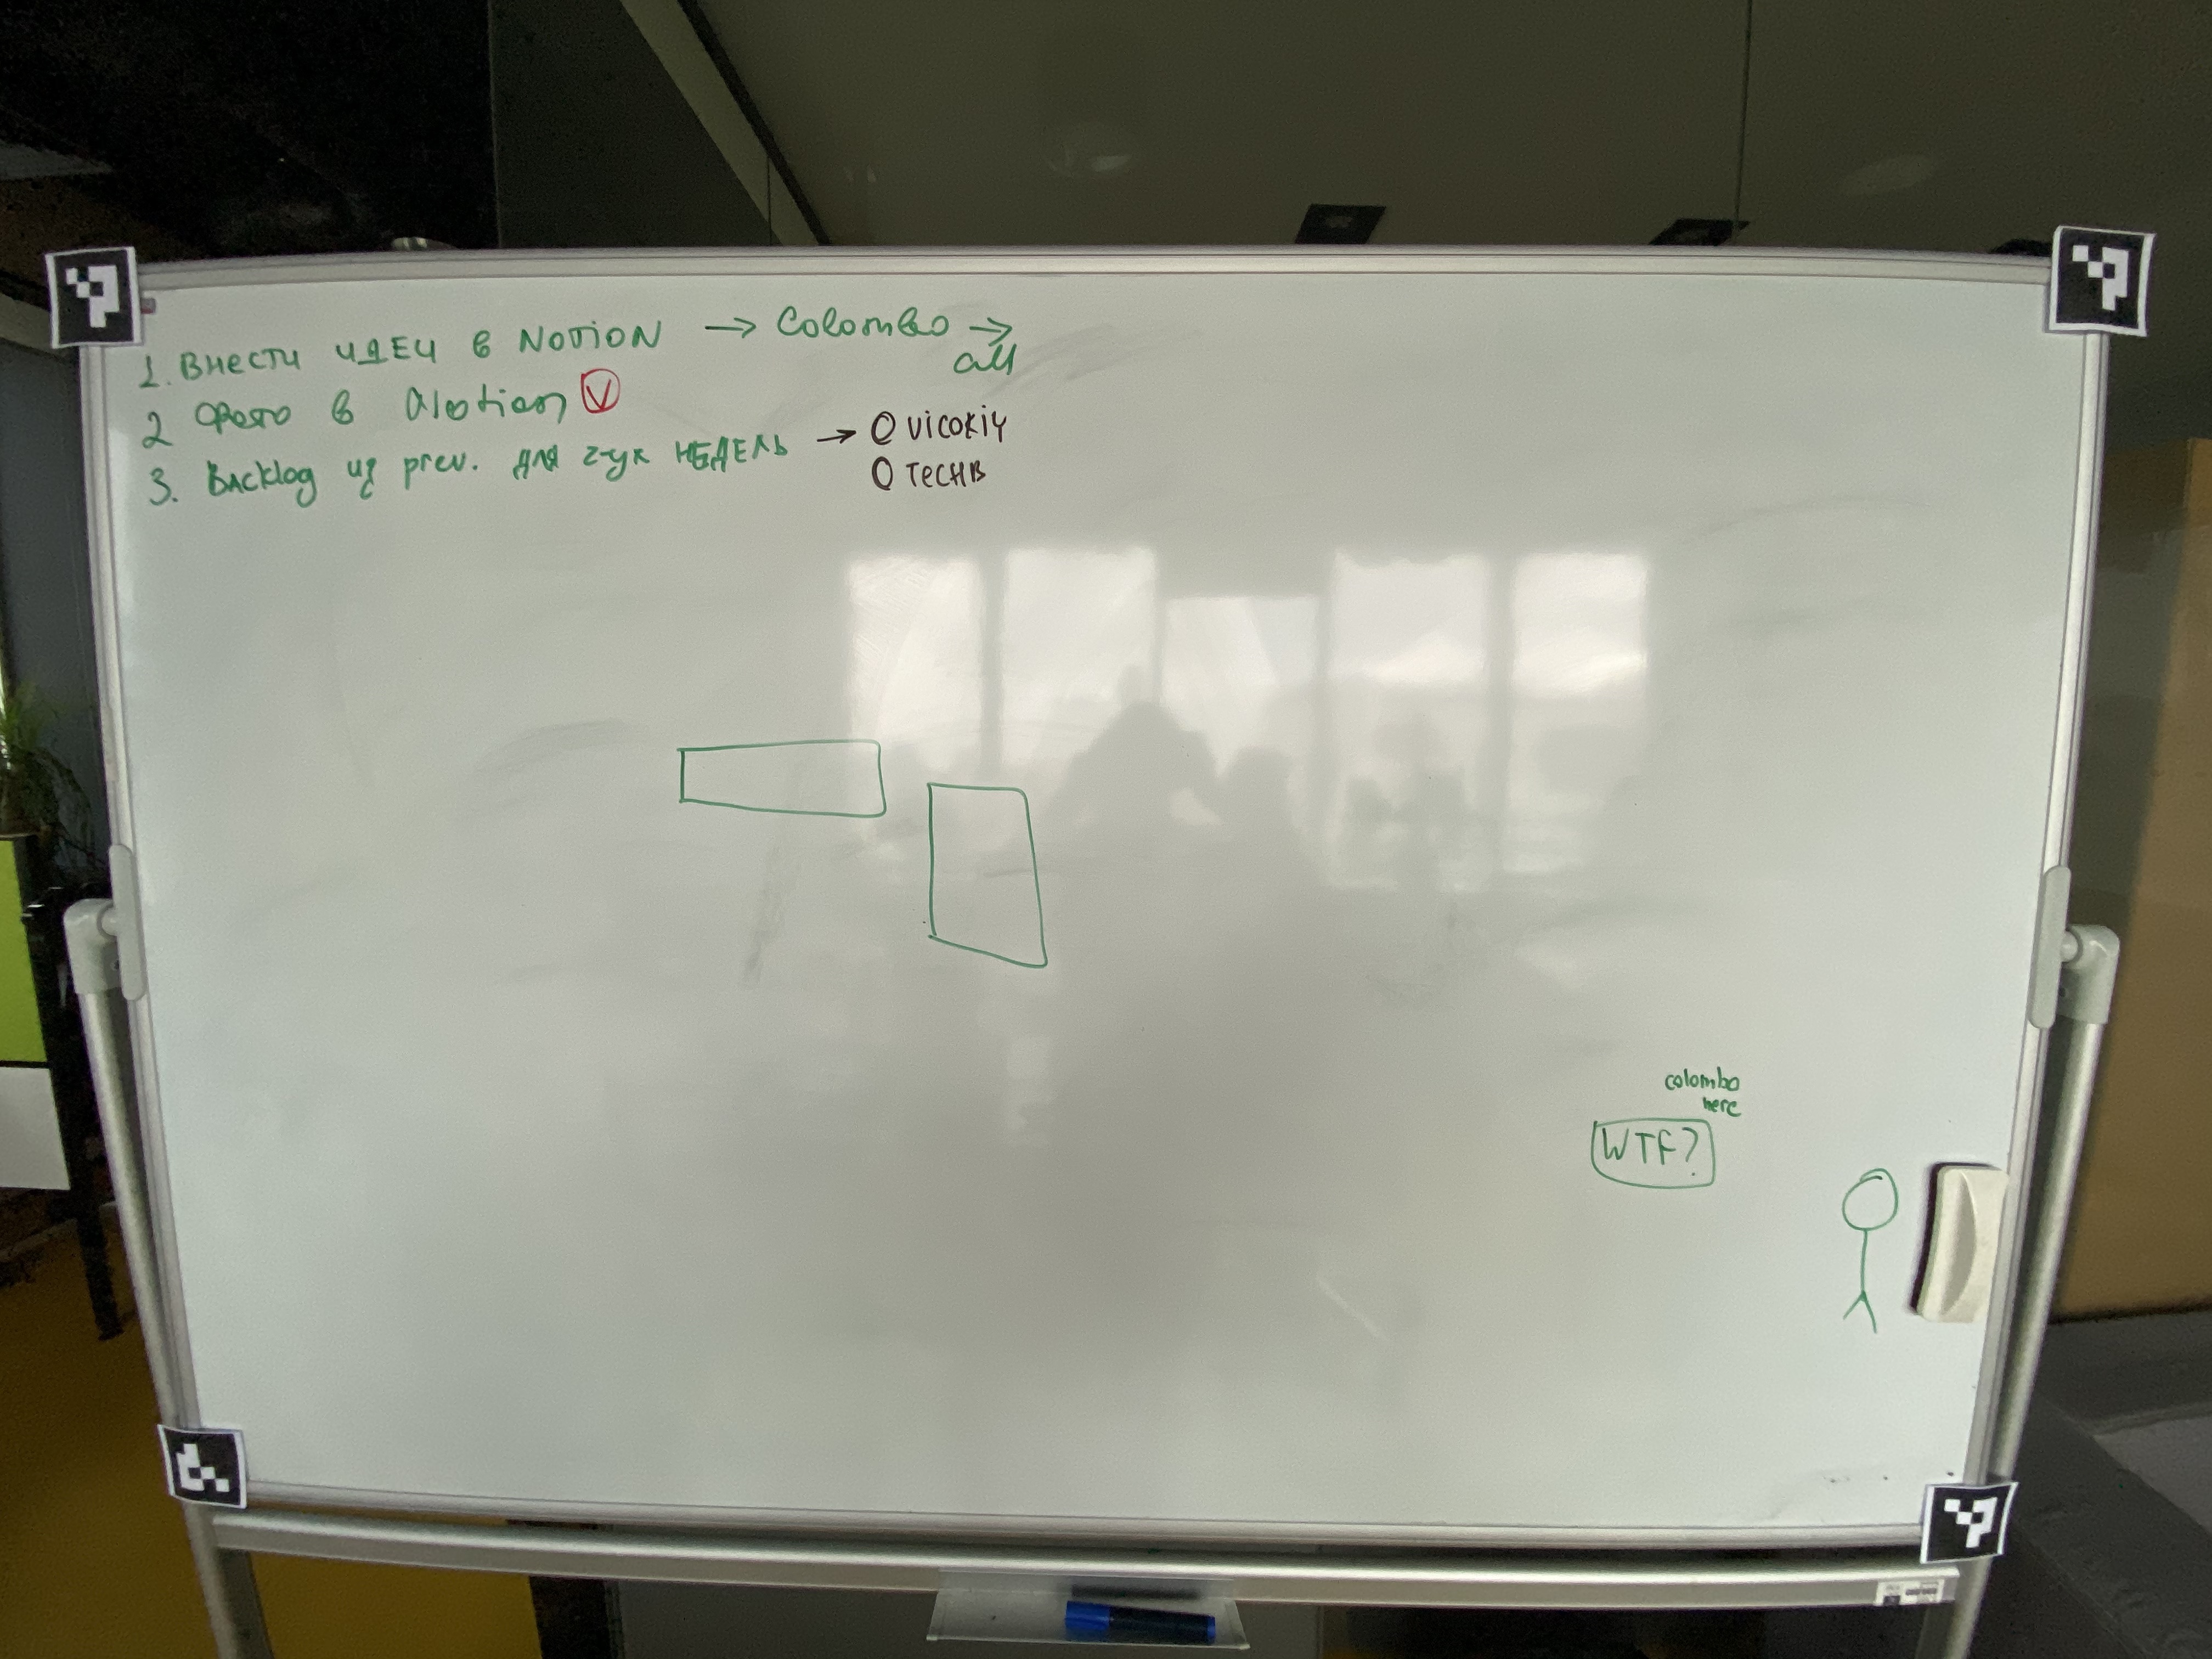 1. Внести идеи в NOTION → Colombo →
all
2 Фото в Notion V
3. Backlog из prev. для 2-ух недель → O VICOKIY
O TECHB
colombo
here
WTF?